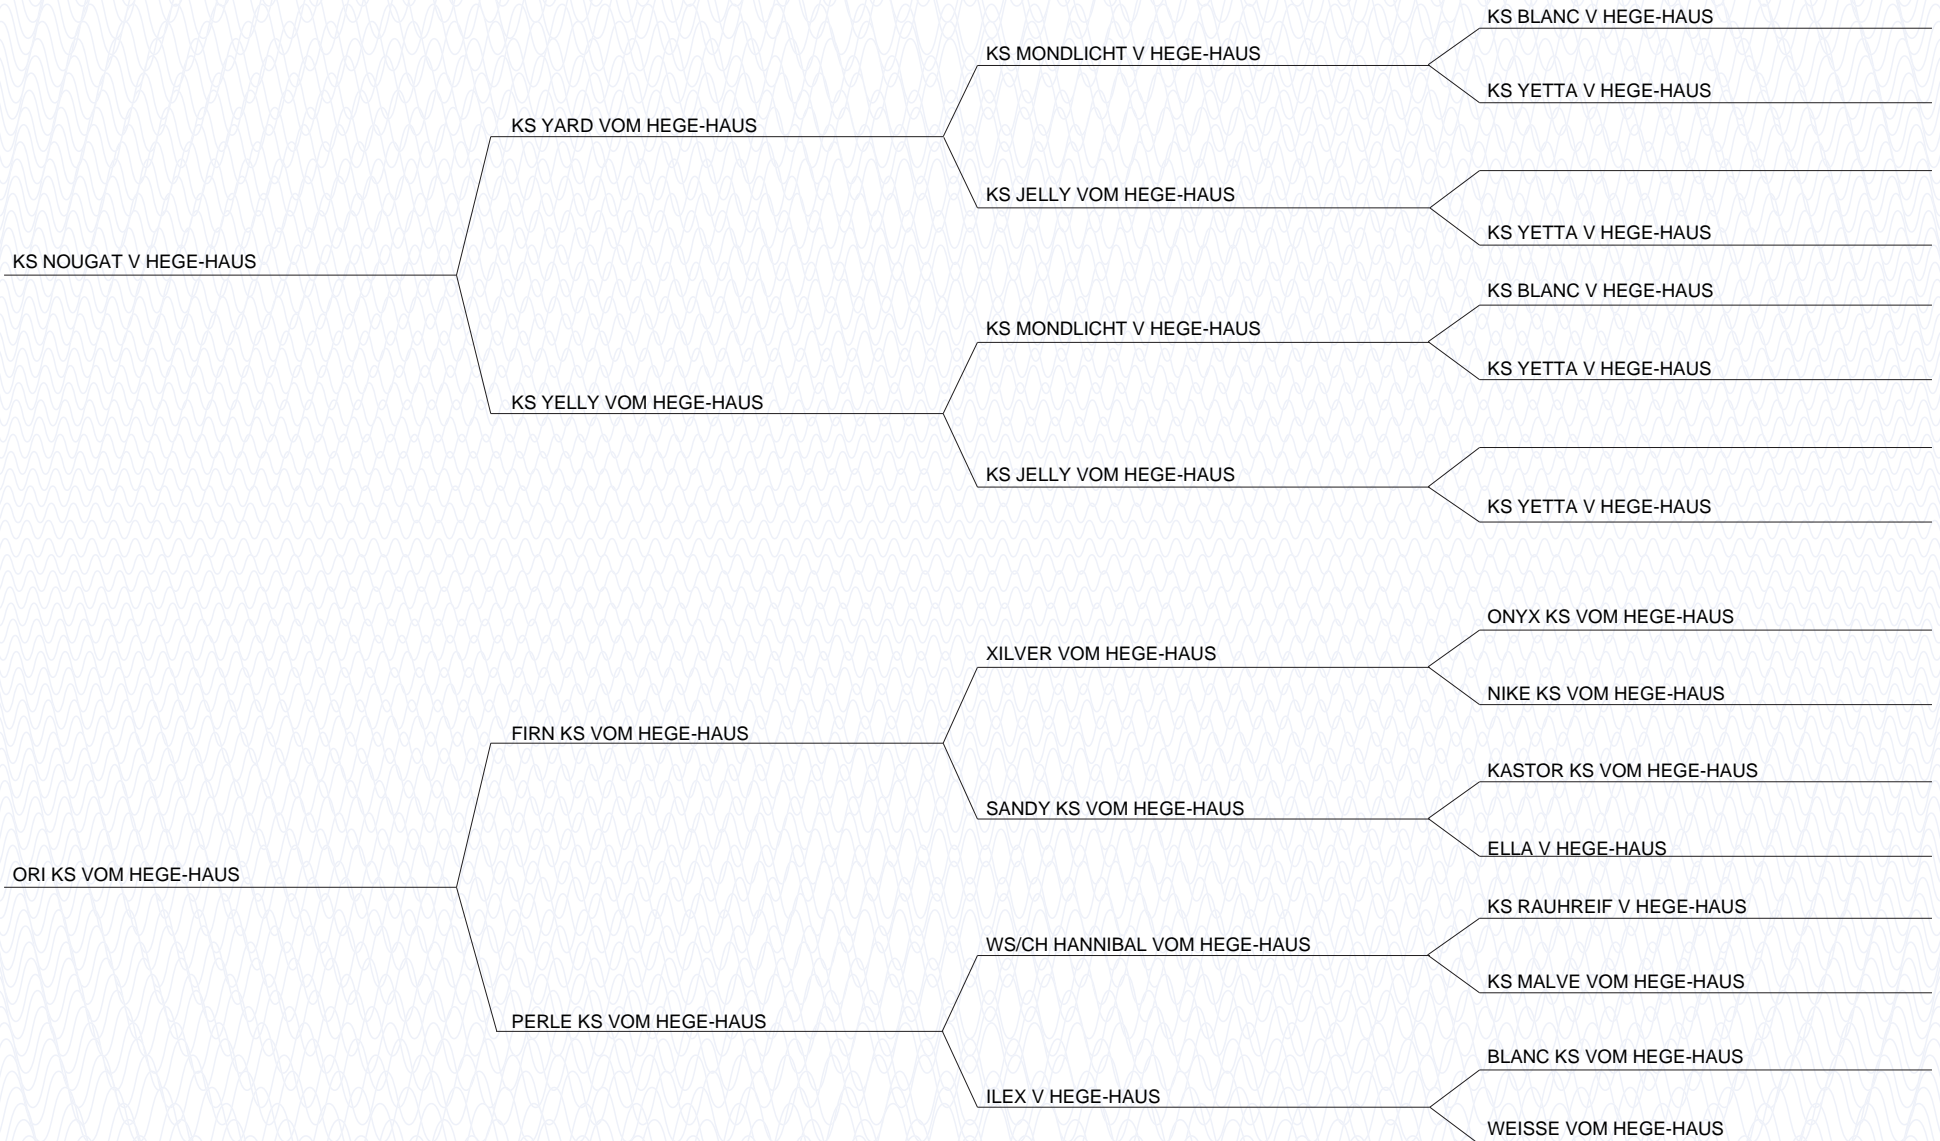 KS BLANC V HEGE-HAUS
KS MONDLICHT V HEGE-HAUS
KS YETTA V HEGE-HAUS
KS YARD VOM HEGE-HAUS
KS JELLY VOM HEGE-HAUS
KS YETTA V HEGE-HAUS
KS NOUGAT V HEGE-HAUS
KS BLANC V HEGE-HAUS
KS MONDLICHT V HEGE-HAUS
KS YETTA V HEGE-HAUS
KS YELLY VOM HEGE-HAUS
KS JELLY VOM HEGE-HAUS
KS YETTA V HEGE-HAUS
ONYX KS VOM HEGE-HAUS
XILVER VOM HEGE-HAUS
NIKE KS VOM HEGE-HAUS
FIRN KS VOM HEGE-HAUS
KASTOR KS VOM HEGE-HAUS
SANDY KS VOM HEGE-HAUS
ELLA V HEGE-HAUS
ORI KS VOM HEGE-HAUS
KS RAUHREIF V HEGE-HAUS
WS/CH HANNIBAL VOM HEGE-HAUS
KS MALVE VOM HEGE-HAUS
PERLE KS VOM HEGE-HAUS
BLANC KS VOM HEGE-HAUS
ILEX V HEGE-HAUS
WEISSE VOM HEGE-HAUS